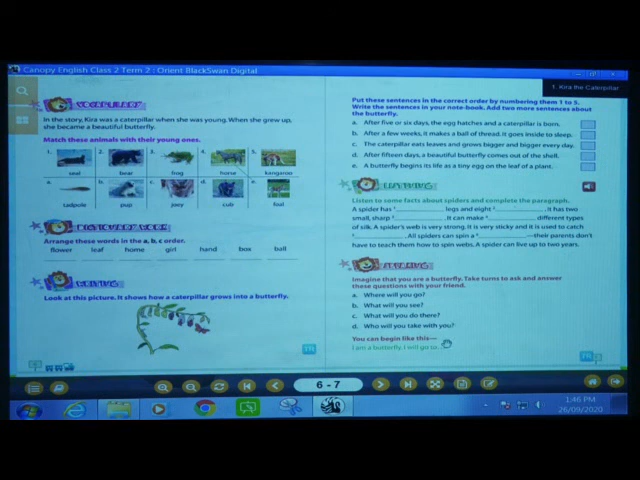 Canopy English Class 2 Term 2 : Orient BlackSwan Digital
1. Kira the Caterpillar
VOCABULARY
In the story, Kira was a caterpillar when she was young. When she grew up,
she became a beautiful butterfly.
Match these animals with their young ones.
1. 2. 3. 4. 5.
seal bear frog horse kangaroo
a. b. c. d. e.
tadpole pup joey cub foal
DICTIONARY WORK
Arrange these words in the a, b, c order.
flower leaf home girl hand box ball
WRITING
Look at this picture. It shows how a caterpillar grows into a butterfly.
Put these sentences in the correct order by numbering them 1 to 5.
Write the sentences in your note-book. Add two more sentences about
the butterfly.
a. After five or six days, the egg hatches and a caterpillar is born.
b. After a few weeks, it makes a ball of thread. It goes inside to sleep.
c. The caterpillar eats leaves and grows bigger and bigger every day.
d. After fifteen days, a beautiful butterfly comes out of the shell.
e. A butterfly begins its life as a tiny egg on the leaf of a plant.
LISTENING
Listen to some facts about spiders and complete the paragraph.
A spider has legs and eight . It has two
small, sharp . It can make different types
of silk. A spider's web is very strong. It is very sticky and it is used to catch
. All spiders can spin a —their parents don't
have to teach them how to spin webs. A spider can live up to two years.
SPEAKING
Imagine that you are a butterfly. Take turns to ask and answer
these questions with your friend.
a. Where will you go?
b. What will you see?
c. What will you do there?
d. Who will you take with you?
You can begin like this—
I am a butterfly. I will go to
6 - 7
1:46 PM
26/09/2020